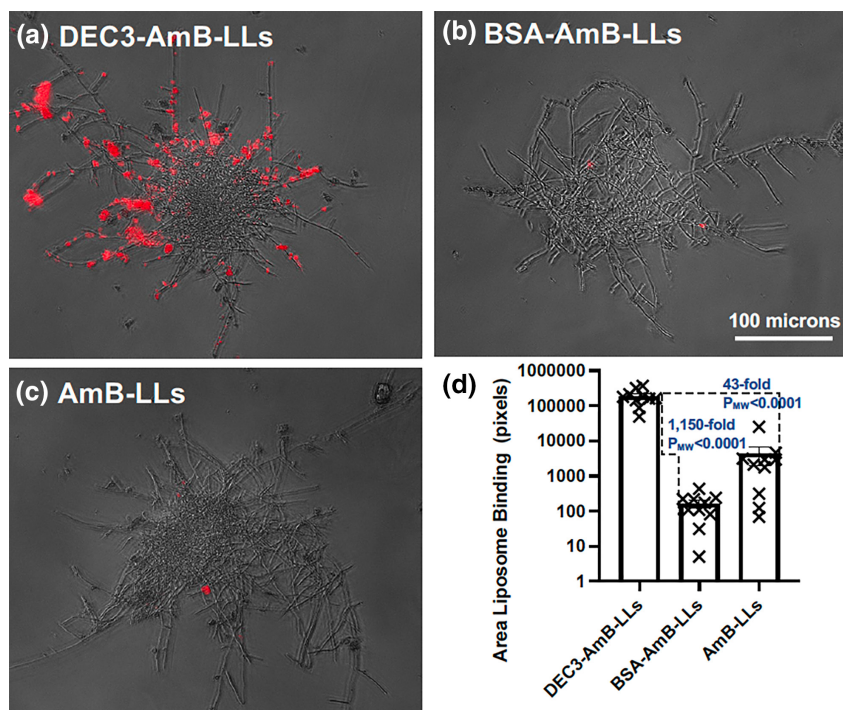 (a) DEC3-AmB-LLs
(b) BSA-AmB-LLs
100 microns
(c) AmB-LLs
(d)
Area Liposome Binding (pixels)
1000000
100000
10000
1000
100
10
1
43-fold
PMW<0.0001
1,150-fold
PMW<0.0001
DEC3-AmB-LLs
BSA-AmB-LLs
AmB-LLs